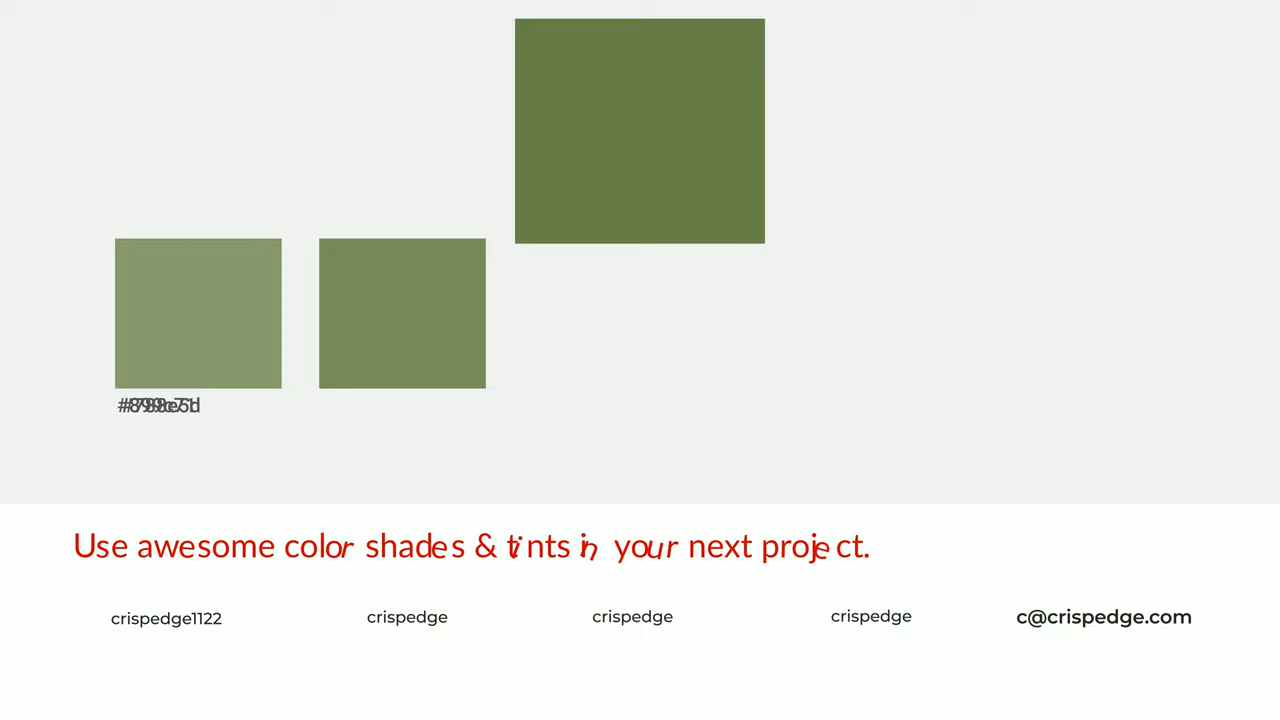 Use awesome color shades & tints in your next project.
crispedge1122 crispedge crispedge crispedge c@crispedge.com